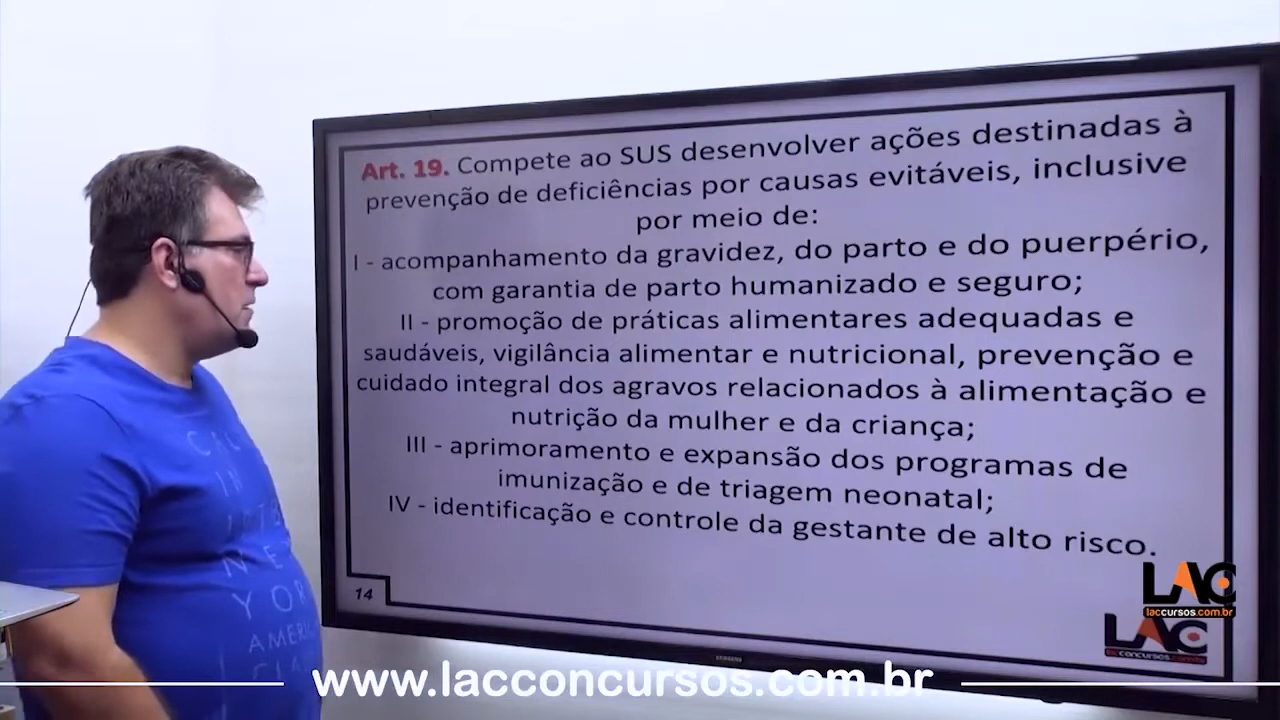 Art. 19. Compete ao SUS desenvolver ações destinadas à
prevenção de deficiências por causas evitáveis, inclusive
por meio de:
I - acompanhamento da gravidez, do parto e do puerpério,
com garantia de parto humanizado e seguro;
II - promoção de práticas alimentares adequadas e
saudáveis, vigilância alimentar e nutricional, prevenção e
cuidado integral dos agravos relacionados à alimentação e
nutrição da mulher e da criança;
III - aprimoramento e expansão dos programas de
imunização e de triagem neonatal;
IV - identificação e controle da gestante de alto risco.
14
LAC
laccursos.com.br
LAC
SAMSUNG
NE
YOR
AMERIC
www.lacconcursos.com.br